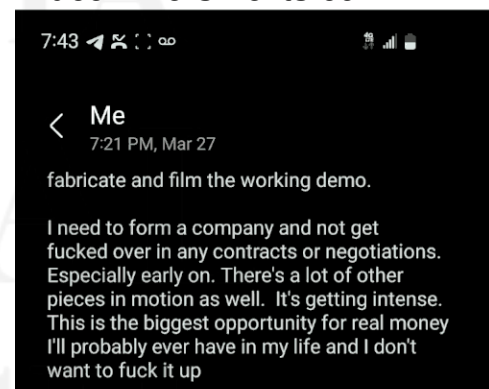 7:43
Me
7:21 PM, Mar 27
fabricate and film the working demo.
I need to form a company and not get
fucked over in any contracts or negotiations.
Especially early on. There's a lot of other
pieces in motion as well.  It's getting intense.
This is the biggest opportunity for real money
I'll probably ever have in my life and I don't
want to fuck it up